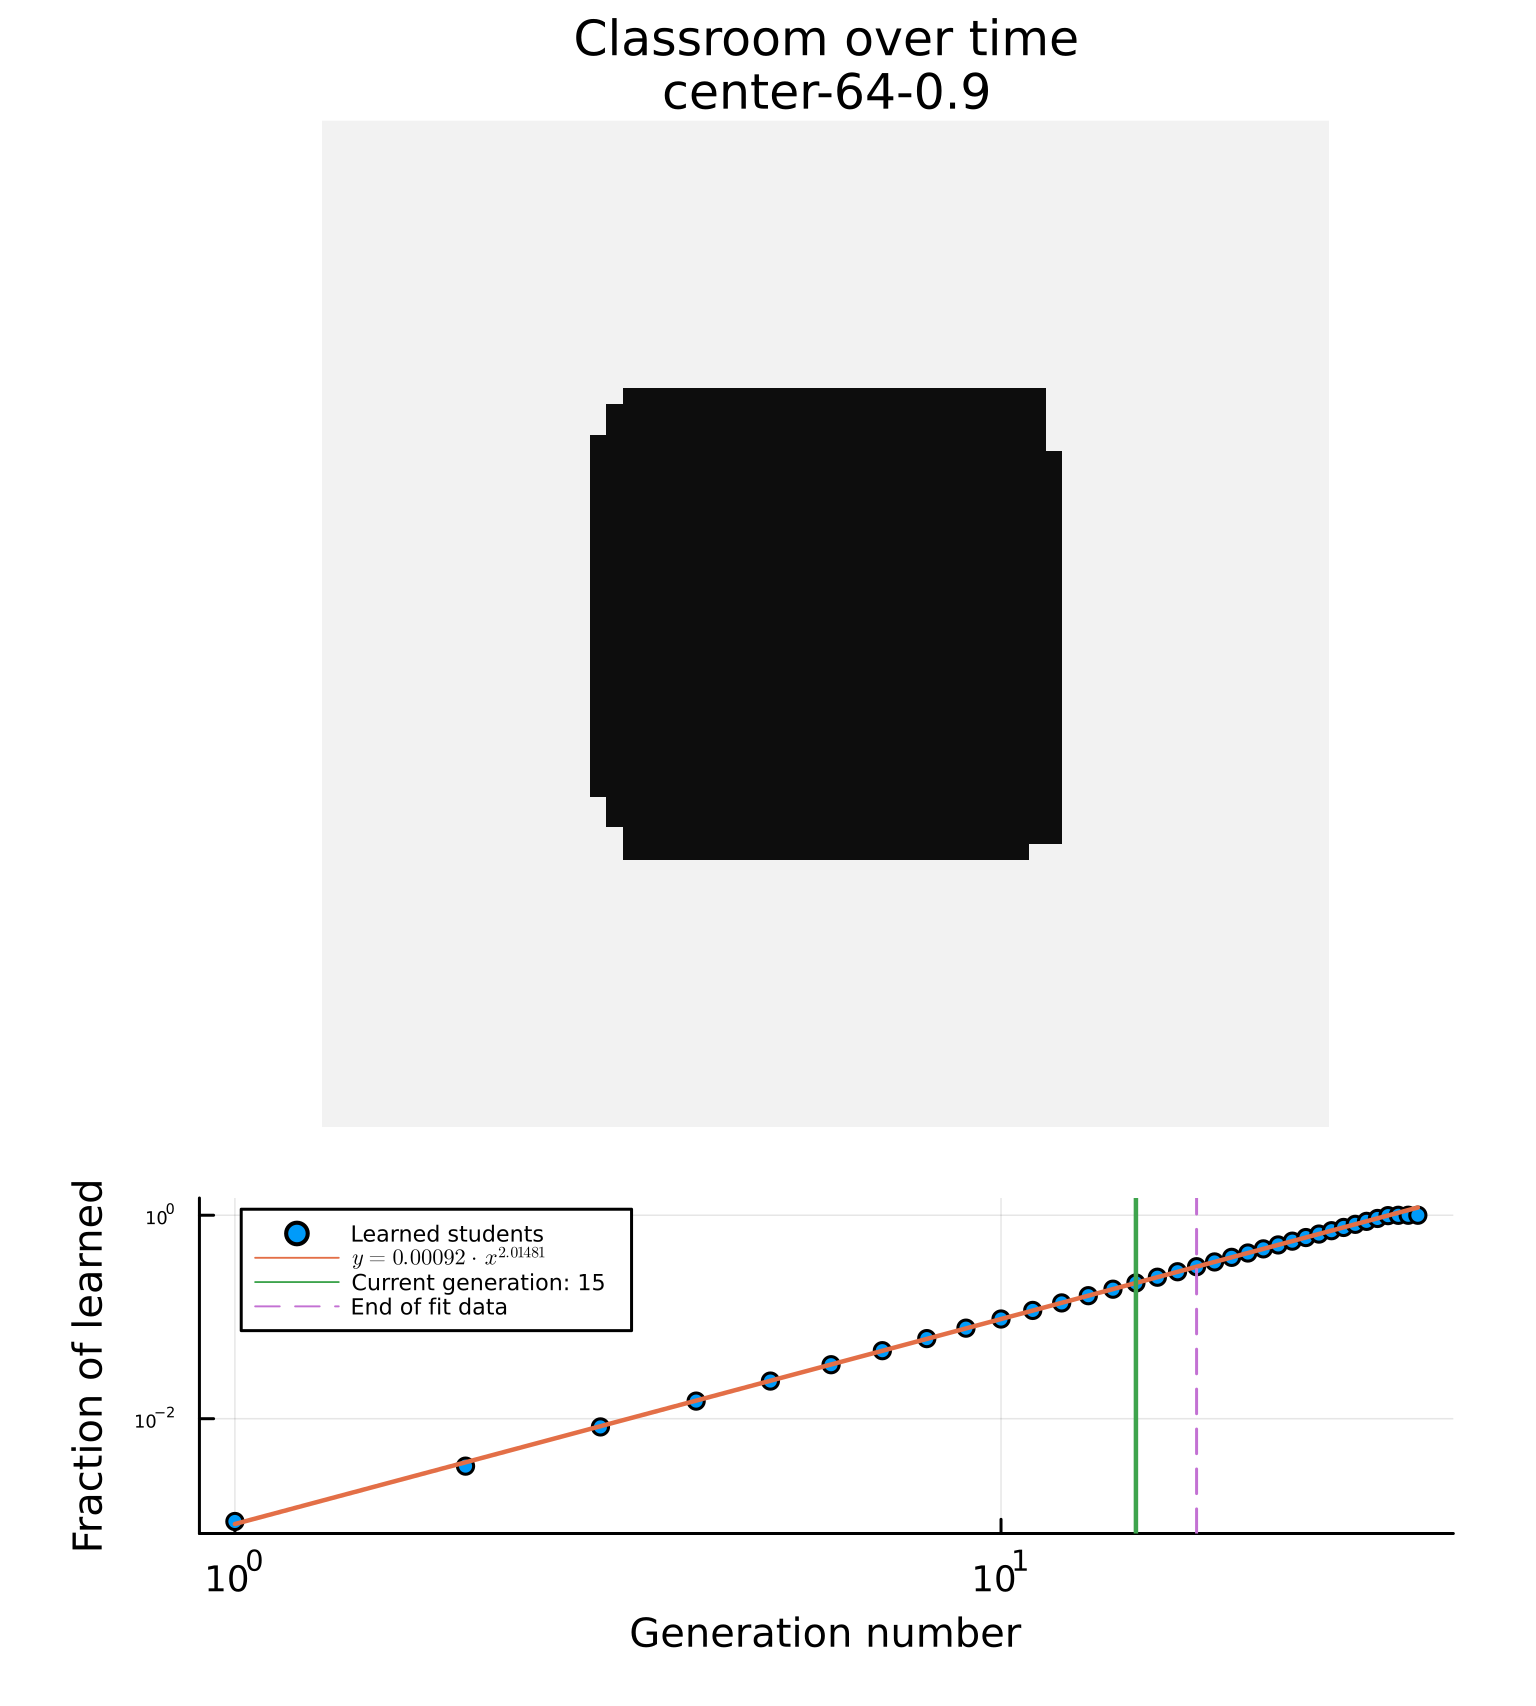 Classroom over time
center-64-0.9
Fraction of learned
10^0
10^−2
Learned students
y = 0.00092 · x^2.01481
Current generation: 15
End of fit data
10^0
10^1
Generation number